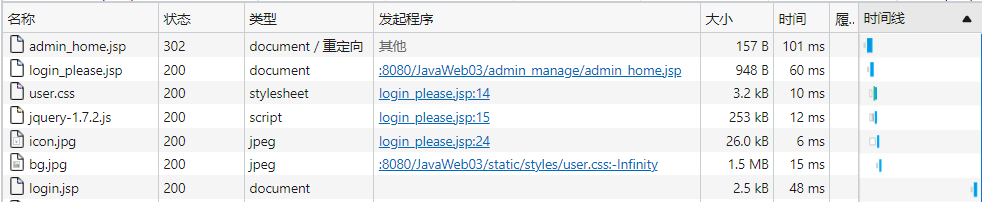 名称 状态 类型 发起程序 大小 时间 履.. 时间线
admin_home.jsp 302 document / 重定向 其他 157 B 101 ms
login_please.jsp 200 document :8080/JavaWeb03/admin_manage/admin_home.jsp 948 B 60 ms
user.css 200 stylesheet login_please.jsp:14 3.2 kB 10 ms
jquery-1.7.2.js 200 script login_please.jsp:15 253 kB 12 ms
icon.jpg 200 jpeg login_please.jsp:24 26.0 kB 6 ms
bg.jpg 200 jpeg :8080/JavaWeb03/static/styles/user.css:-Infinity 1.5 MB 15 ms
login.jsp 200 document 2.5 kB 48 ms